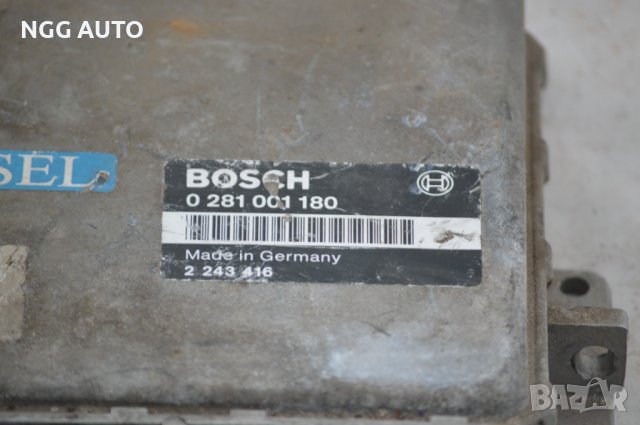 NGG AUTO
SEL
BOSCH
0 281 001 180
Made in Germany
2 243 416
BAZAR